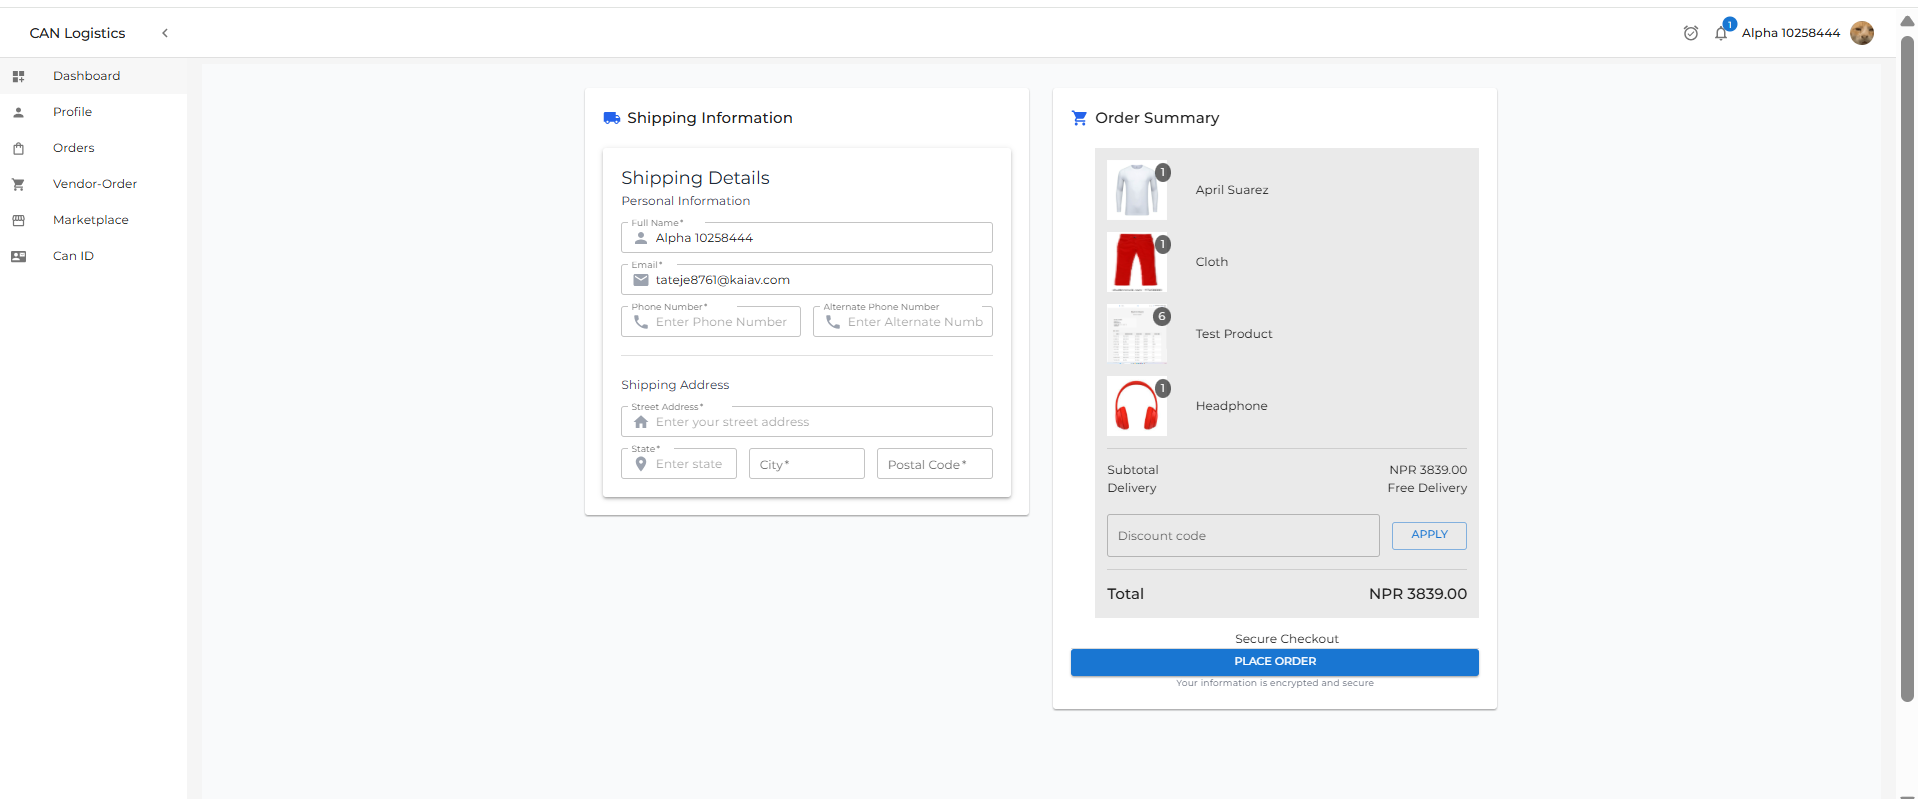 CAN Logistics
1
Alpha 10258444
Dashboard
Profile
Orders
Vendor-Order
Marketplace
Can ID
Shipping Information
Shipping Details
Personal Information
Full Name*
Alpha 10258444
Email*
tateje8761@kaiav.com
Phone Number*
Enter Phone Number
Alternate Phone Number
Enter Alternate Numb
Shipping Address
Street Address*
Enter your street address
State*
Enter state
City*
Postal Code*
Order Summary
1
April Suarez
1
Cloth
6
Test Product
1
Headphone
Subtotal NPR 3839.00
Delivery Free Delivery
Discount code
APPLY
Total NPR 3839.00
Secure Checkout
PLACE ORDER
Your information is encrypted and secure